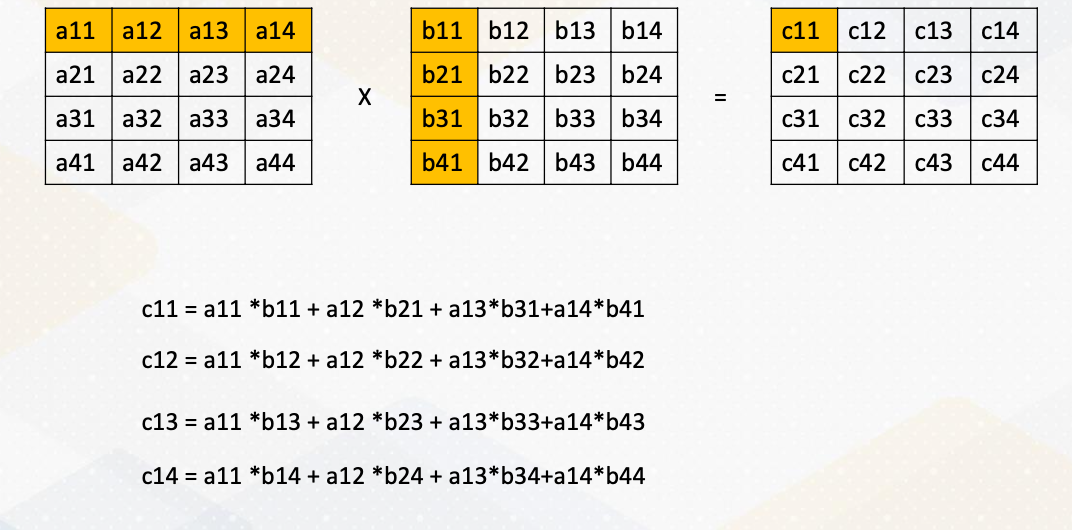 a11 a12 a13 a14 b11 b12 b13 b14 c11 c12 c13 c14
a21 a22 a23 a24 b21 b22 b23 b24 c21 c22 c23 c24
X =
a31 a32 a33 a34 b31 b32 b33 b34 c31 c32 c33 c34
a41 a42 a43 a44 b41 b42 b43 b44 c41 c42 c43 c44
c11 = a11 *b11 + a12 *b21 + a13*b31+a14*b41
c12 = a11 *b12 + a12 *b22 + a13*b32+a14*b42
c13 = a11 *b13 + a12 *b23 + a13*b33+a14*b43
c14 = a11 *b14 + a12 *b24 + a13*b34+a14*b44